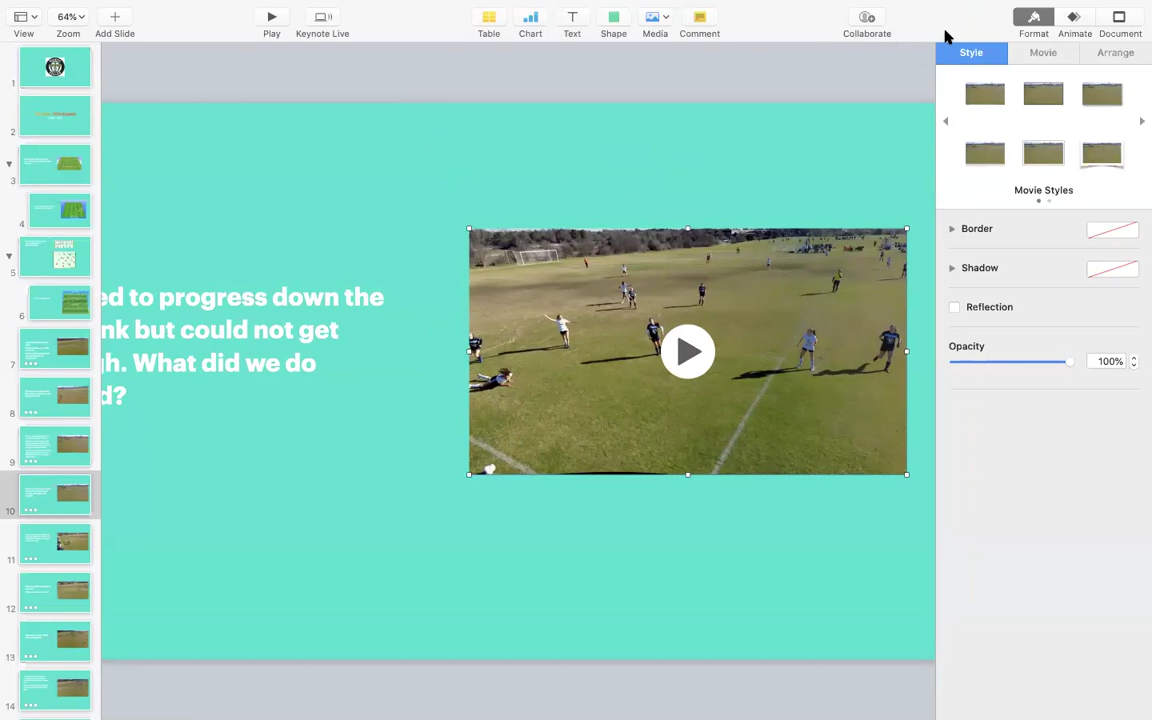 View
64%
Zoom
Add Slide
Play
Keynote Live
Table
Chart
Text
Shape
Media
Comment
Collaborate
Format
Animate
Document
Style
Movie
Arrange
Movie Styles
Border
Shadow
Reflection
Opacity
100%
ed to progress down the
nk but could not get
gh. What did we do
d?
1
2
3
4
5
6
7
8
9
10
11
12
13
14